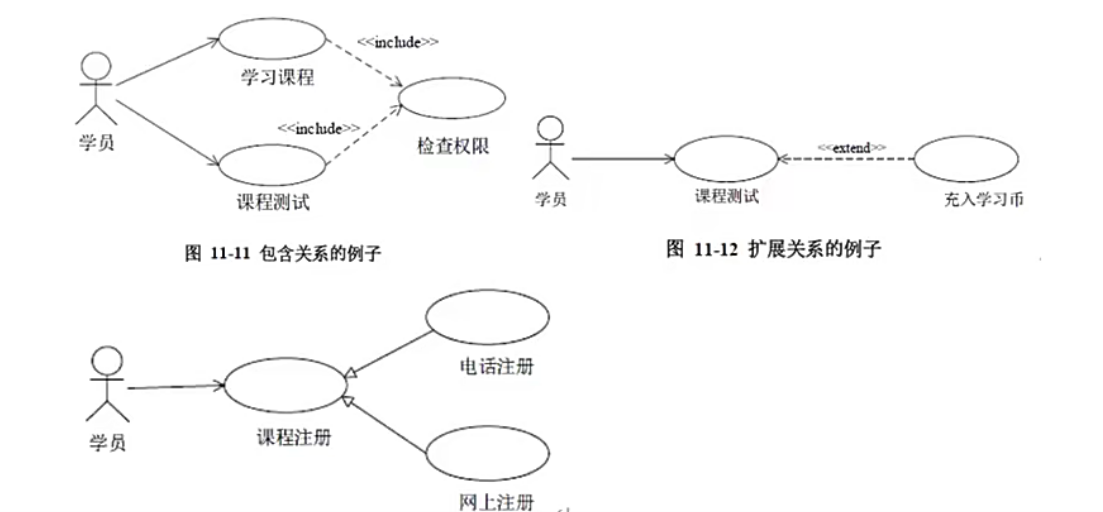 <<include>>
学习课程
学员
<<include>>
检查权限
课程测试
图 11-11 包含关系的例子
<<extend>>
学员
课程测试
充入学习币
图 11-12 扩展关系的例子
电话注册
学员
课程注册
网上注册